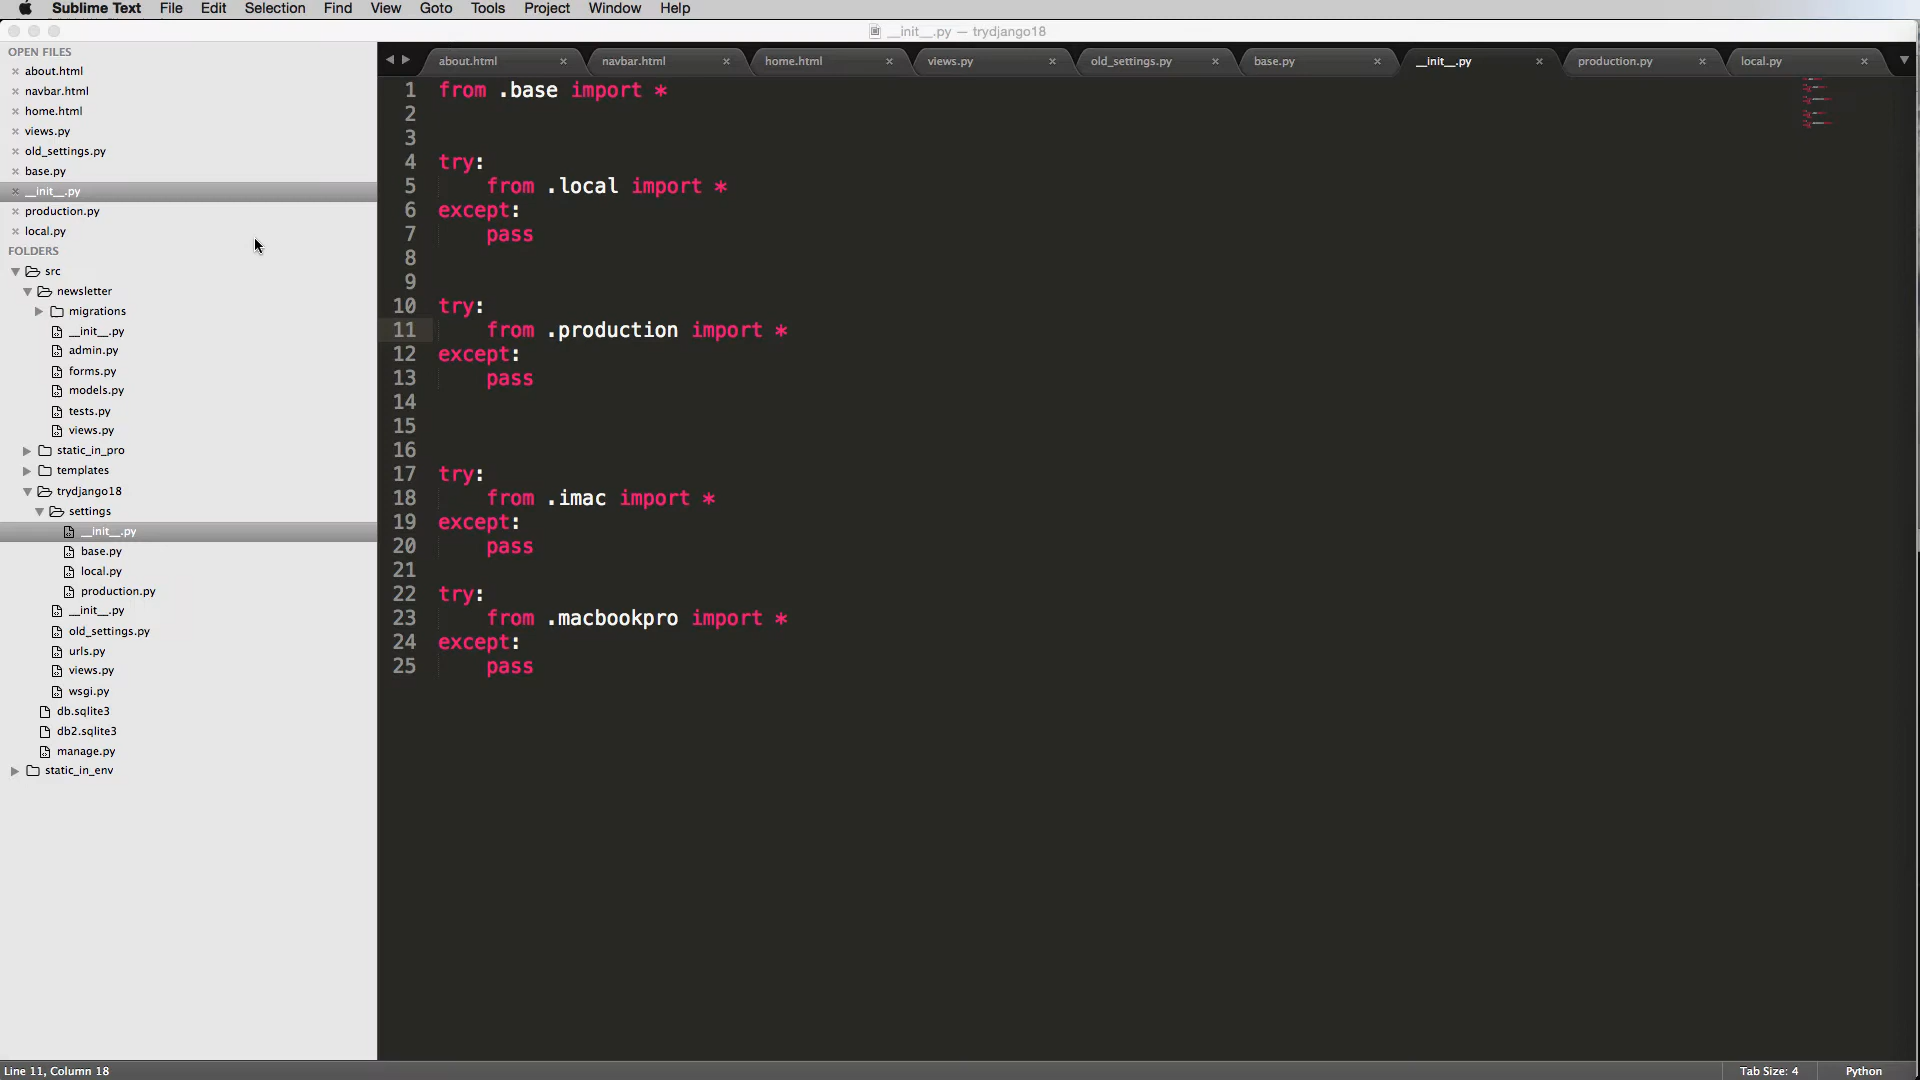 Sublime Text File Edit Selection Find View Goto Tools Project Window Help
__init__.py — trydjango18
OPEN FILES
about.html
navbar.html
home.html
views.py
old_settings.py
base.py
__init__.py
production.py
local.py
FOLDERS
src
newsletter
migrations
__init__.py
admin.py
forms.py
models.py
tests.py
views.py
static_in_pro
templates
trydjango18
settings
__init__.py
base.py
local.py
production.py
__init__.py
old_settings.py
urls.py
views.py
wsgi.py
db.sqlite3
db2.sqlite3
manage.py
static_in_env
about.html navbar.html home.html views.py old_settings.py base.py __init__.py production.py local.py
1 from .base import *
2
3
4 try:
5     from .local import *
6 except:
7     pass
8
9
10 try:
11     from .production import *
12 except:
13     pass
14
15
16
17 try:
18     from .imac import *
19 except:
20     pass
21
22 try:
23     from .macbookpro import *
24 except:
25     pass
Line 11, Column 18 Tab Size: 4 Python